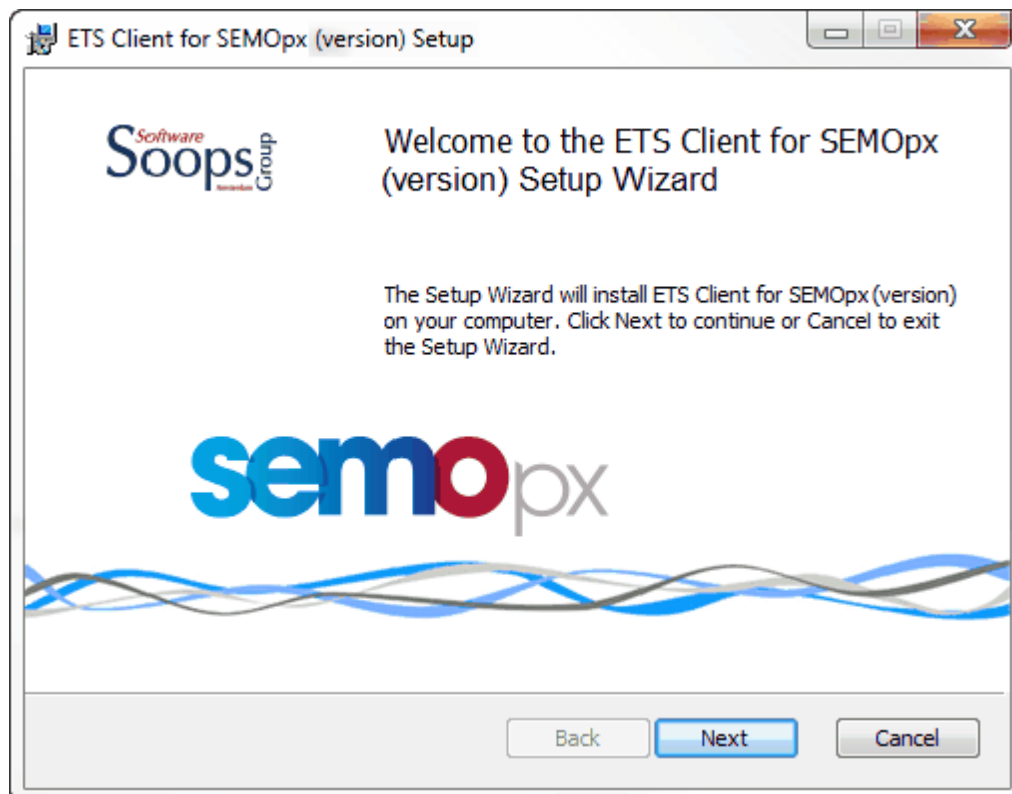 ETS Client for SEMOpx (version) Setup
Software
Soops
Group
Amsterdam
Welcome to the ETS Client for SEMOpx
(version) Setup Wizard
The Setup Wizard will install ETS Client for SEMOpx (version)
on your computer. Click Next to continue or Cancel to exit
the Setup Wizard.
semopx
Back
Next
Cancel